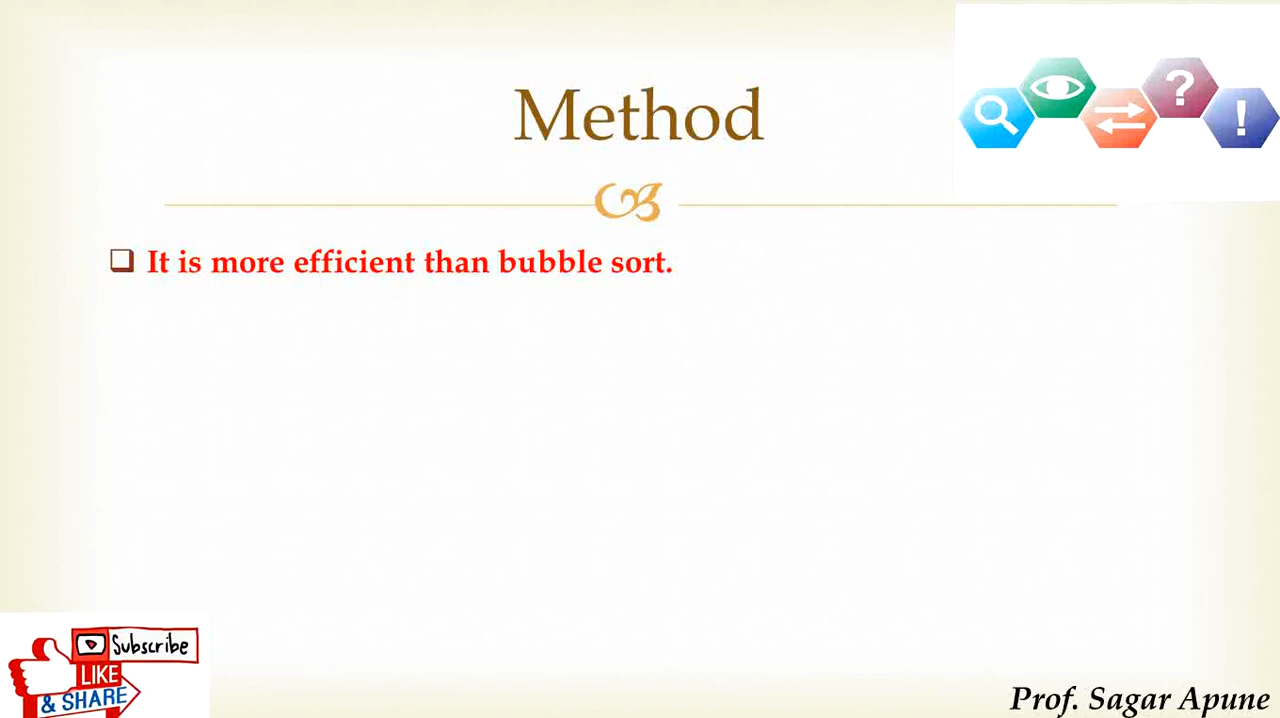 Method
It is more efficient than bubble sort.
Subscribe
LIKE
& SHARE
Prof. Sagar Apune